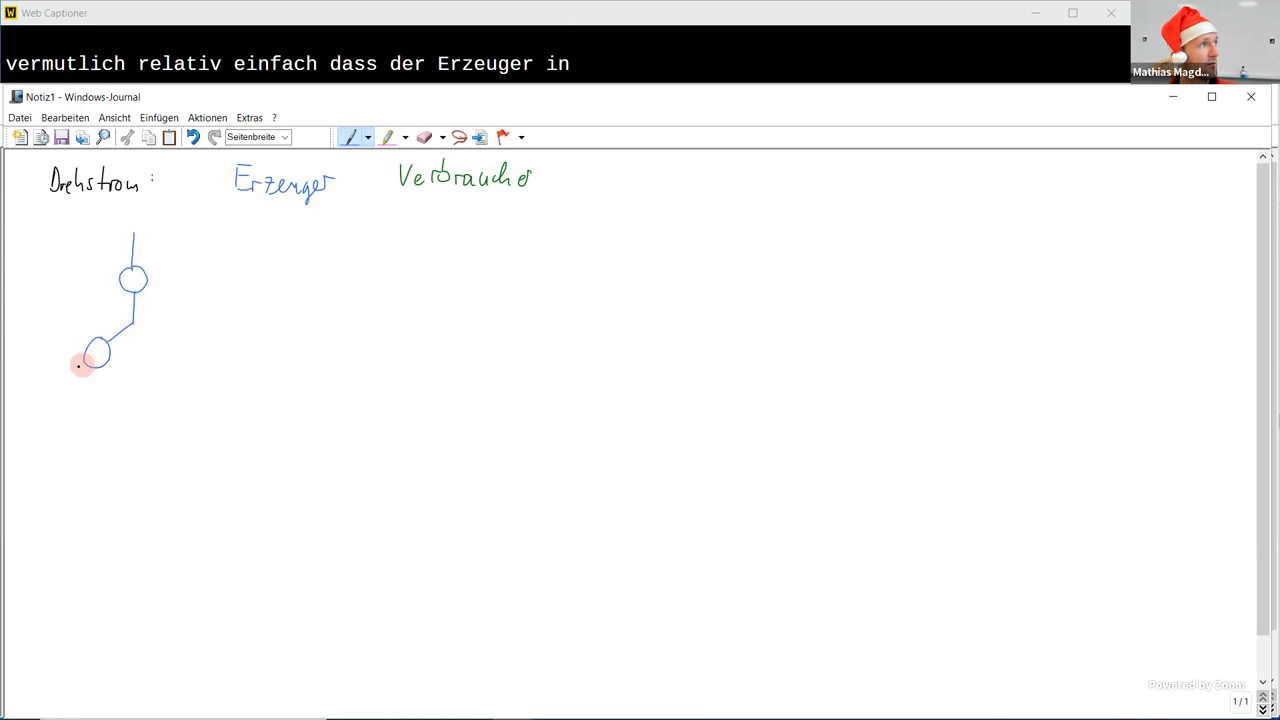 Web Captioner
vermutlich relativ einfach dass der Erzeuger in
Mathias Magd...
Notiz1 - Windows-Journal
Datei Bearbeiten Ansicht Einfügen Aktionen Extras ?
Seitenbreite
Drehstrom: Erzeuger Verbraucher
Powered by Zoom
1/1